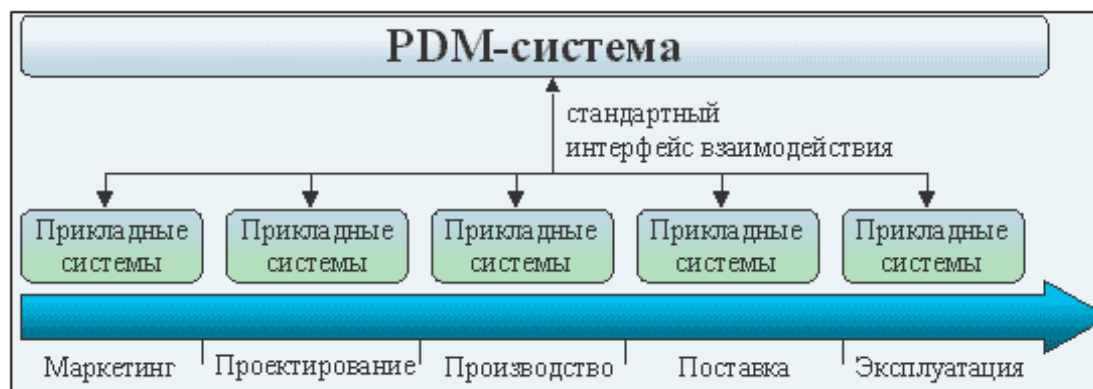 PDM-система
стандартный
интерфейс взаимодействия
Прикладные
системы
Прикладные
системы
Прикладные
системы
Прикладные
системы
Прикладные
системы
Маркетинг
Проектирование
Производство
Поставка
Эксплуатация